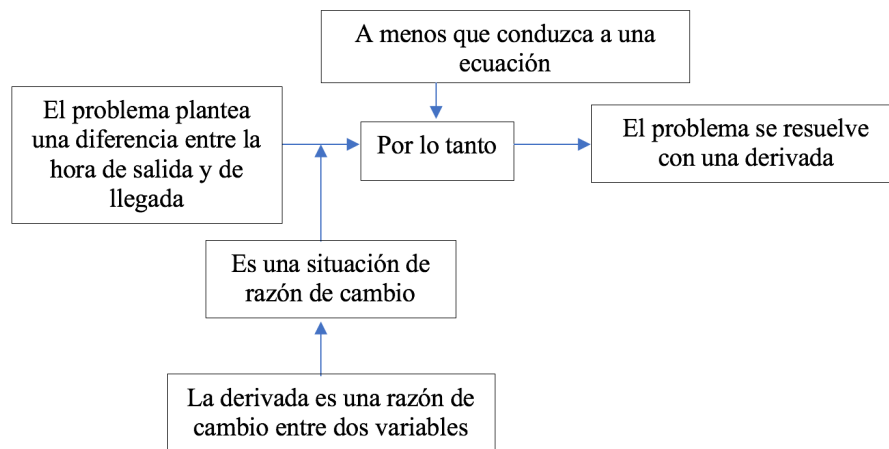 A menos que conduzca a una
ecuación
El problema plantea
una diferencia entre la
hora de salida y de
llegada
Por lo tanto
El problema se resuelve
con una derivada
Es una situación de
razón de cambio
La derivada es una razón de
cambio entre dos variables